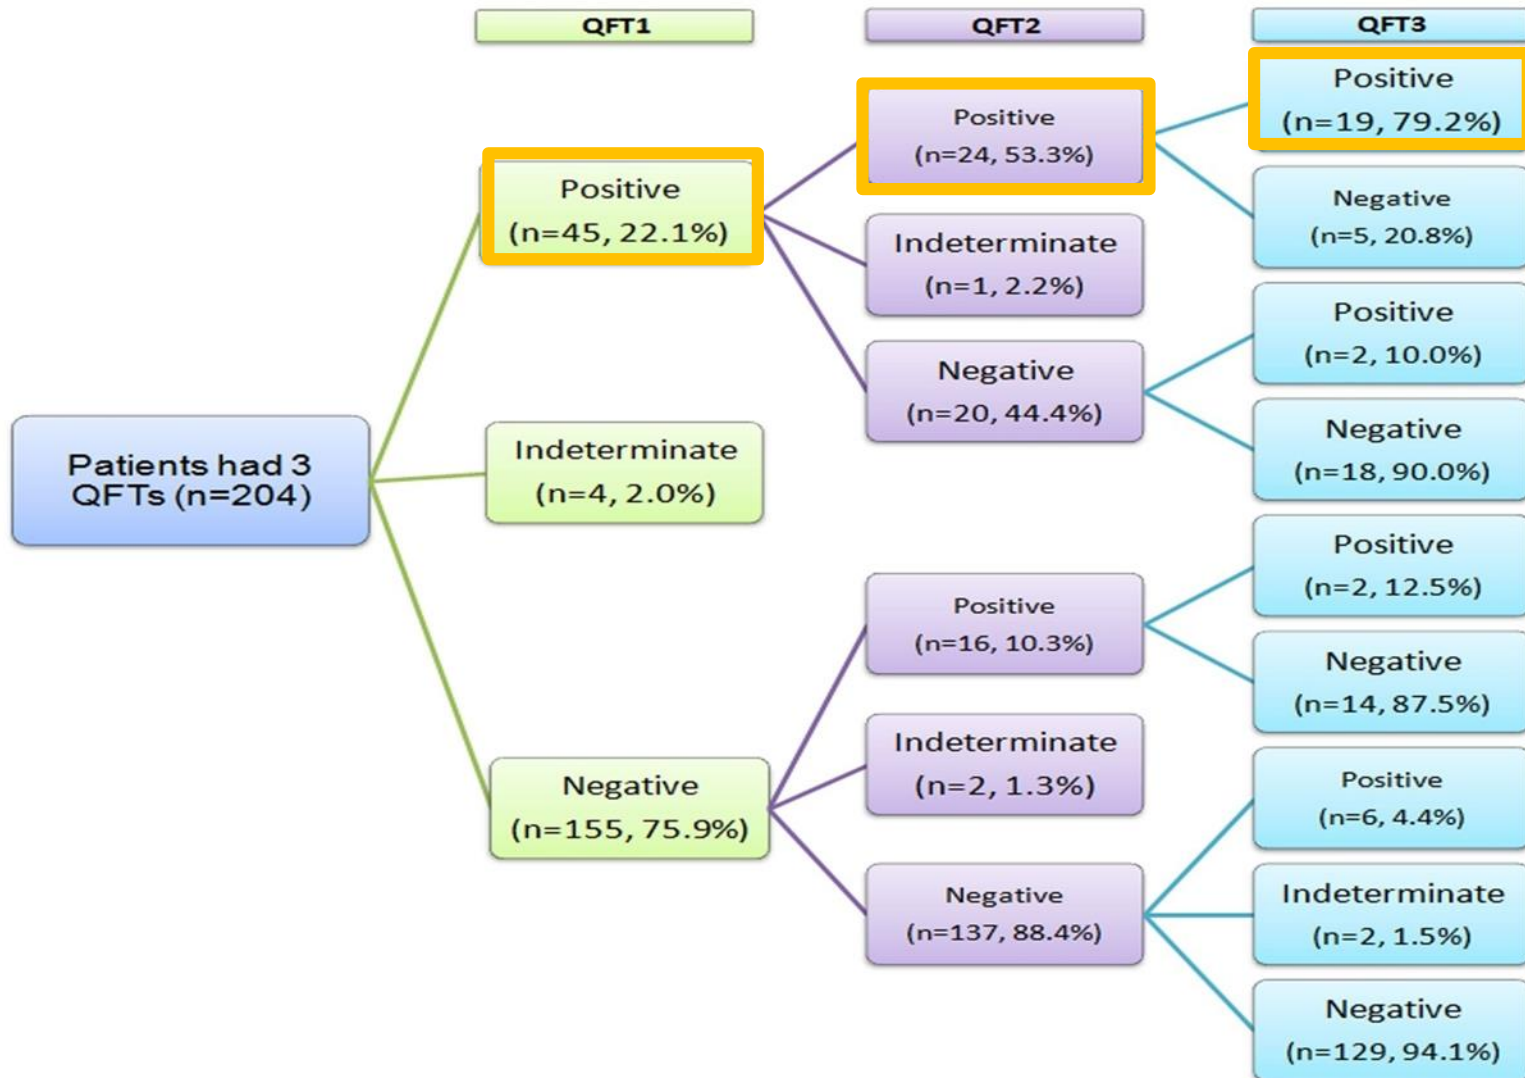 QFT1
QFT2
QFT3
Patients had 3
QFTs (n=204)
Positive
(n=45, 22.1%)
Indeterminate
(n=4, 2.0%)
Negative
(n=155, 75.9%)
Positive
(n=24, 53.3%)
Indeterminate
(n=1, 2.2%)
Negative
(n=20, 44.4%)
Positive
(n=16, 10.3%)
Indeterminate
(n=2, 1.3%)
Negative
(n=137, 88.4%)
Positive
(n=19, 79.2%)
Negative
(n=5, 20.8%)
Positive
(n=2, 10.0%)
Negative
(n=18, 90.0%)
Positive
(n=2, 12.5%)
Negative
(n=14, 87.5%)
Positive
(n=6, 4.4%)
Indeterminate
(n=2, 1.5%)
Negative
(n=129, 94.1%)